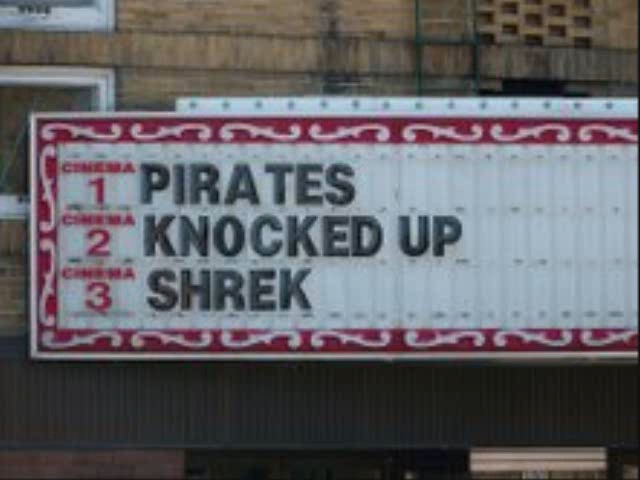 CINEMA
1 PIRATES
CINEMA
2 KNOCKED UP
CINEMA
3 SHREK